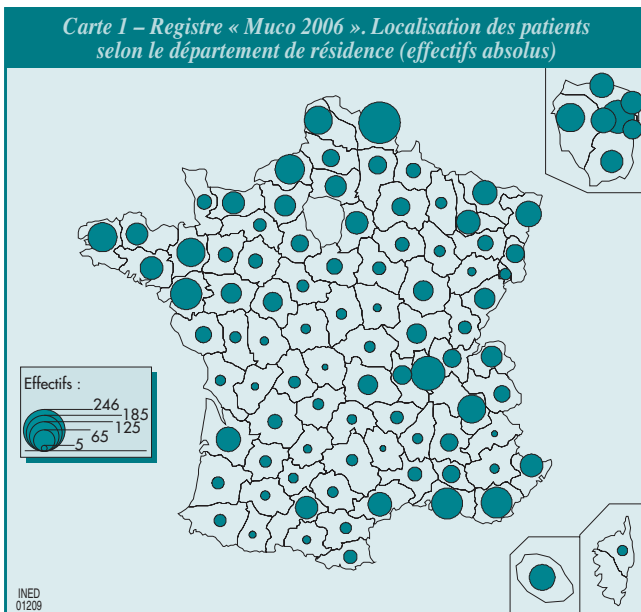 Carte 1 – Registre « Muco 2006 ». Localisation des patients
selon le département de résidence (effectifs absolus)
Effectifs :
246
185
125
65
5
INED
01209